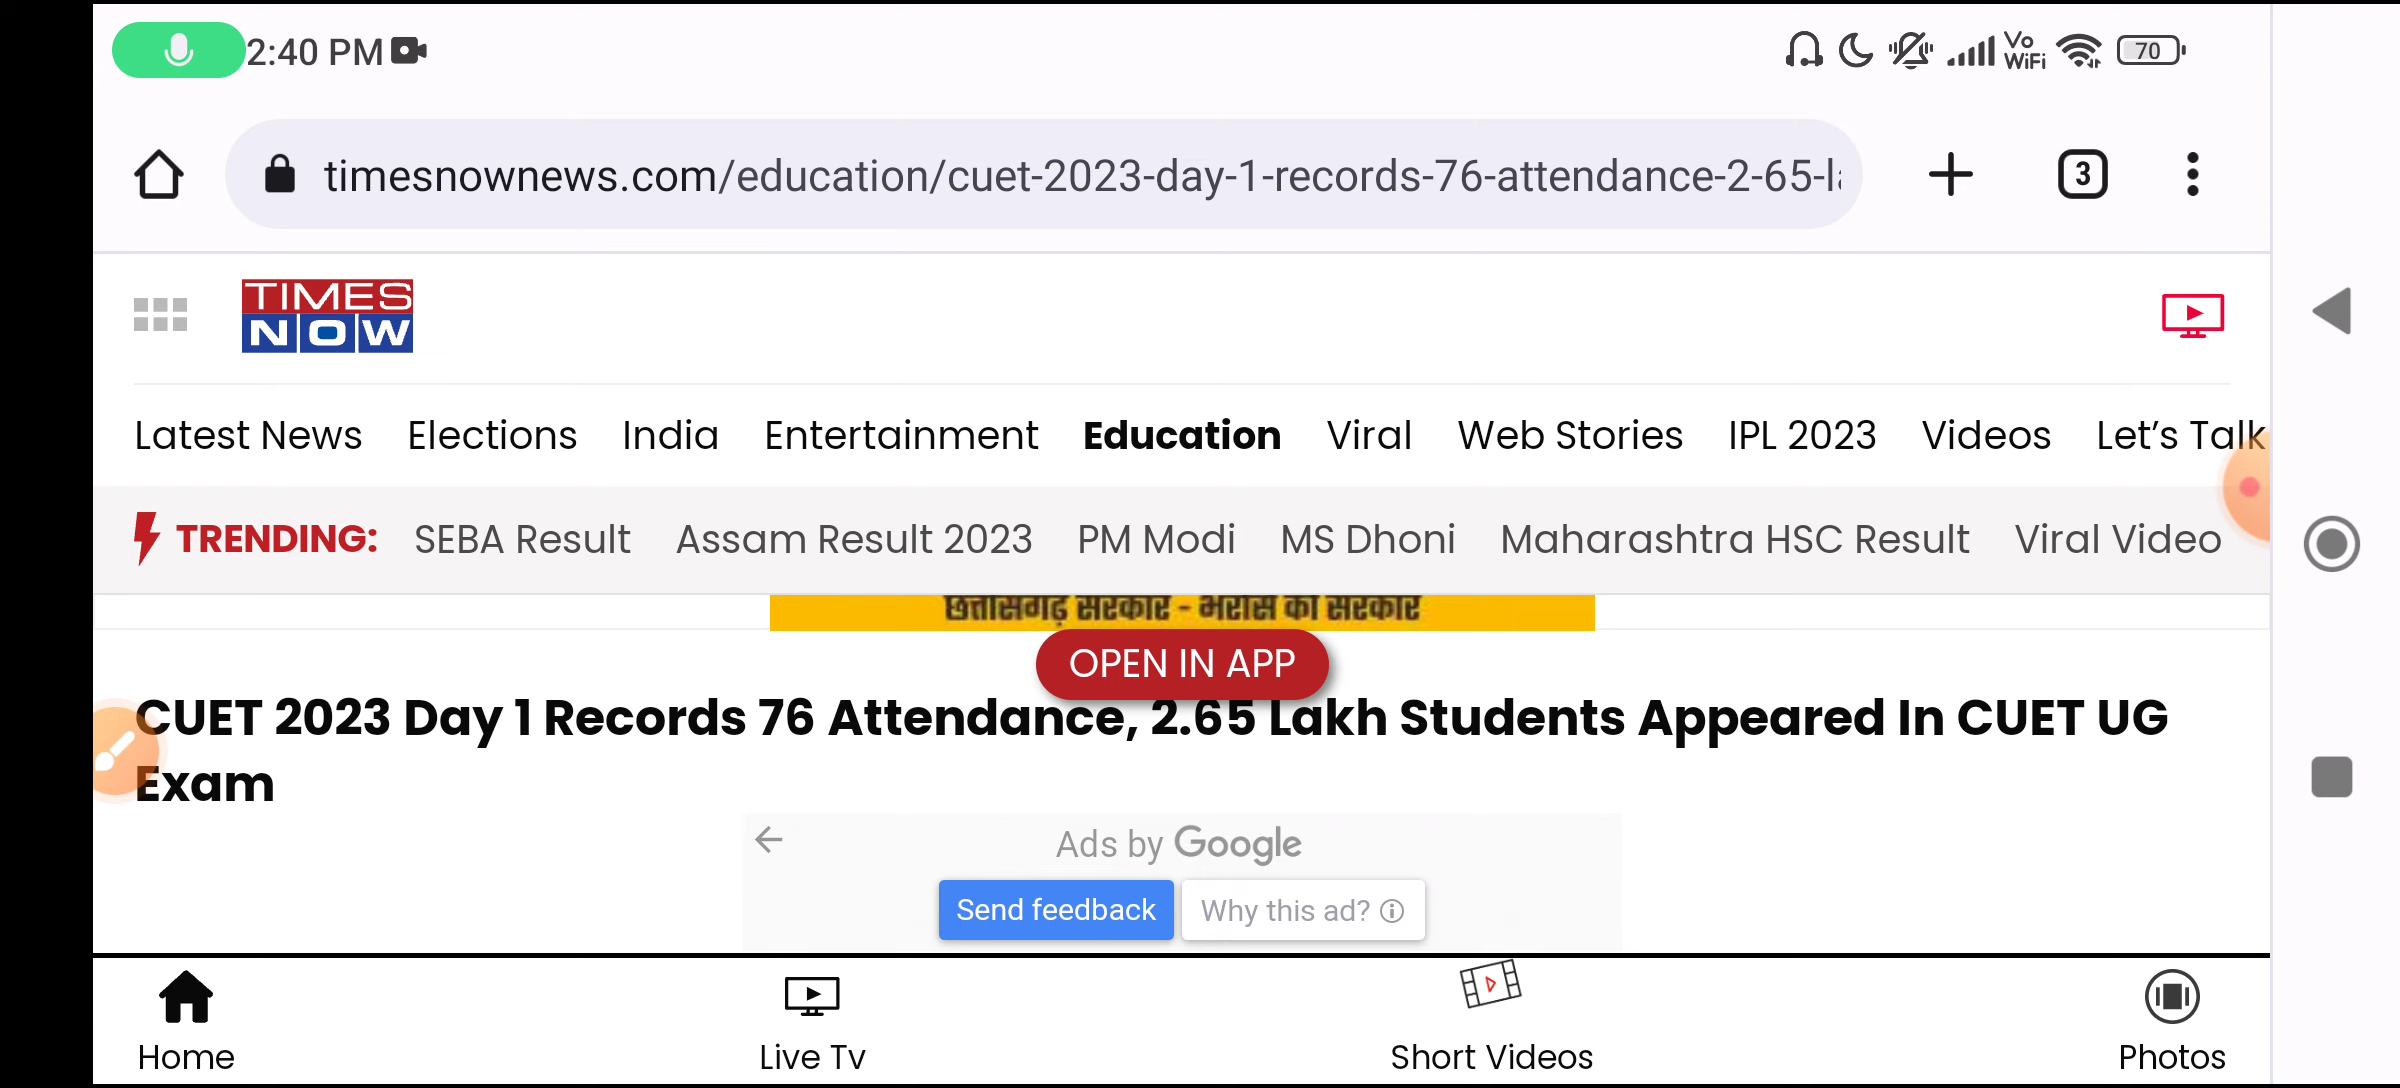 2:40 PM
Vo
WiFi
70
timesnownews.com/education/cuet-2023-day-1-records-76-attendance-2-65-l
3
TIMES
NOW
Latest News Elections India Entertainment Education Viral Web Stories IPL 2023 Videos Let's Talk
TRENDING: SEBA Result Assam Result 2023 PM Modi MS Dhoni Maharashtra HSC Result Viral Video
छत्तीसगढ़ सरकार - भरोसे की सरकार
OPEN IN APP
CUET 2023 Day 1 Records 76 Attendance, 2.65 Lakh Students Appeared In CUET UG
Exam
Ads by Google
Send feedback Why this ad?
Home Live Tv Short Videos Photos